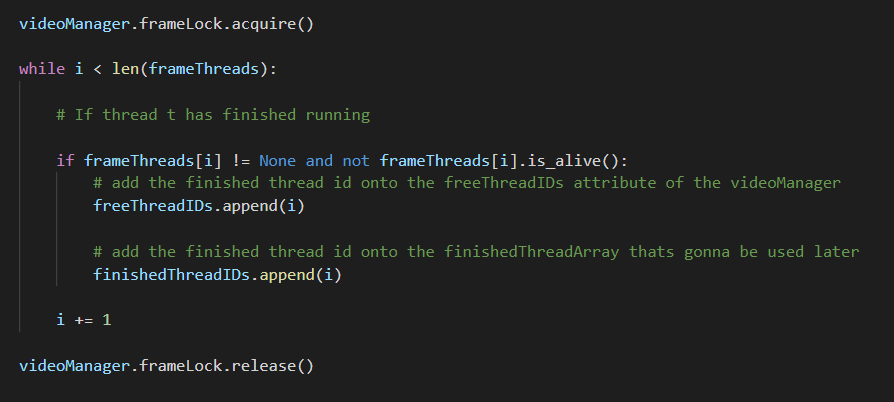 videoManager.frameLock.acquire()
while i < len(frameThreads):
# If thread t has finished running
if frameThreads[i] != None and not frameThreads[i].is_alive():
# add the finished thread id onto the freeThreadIDs attribute of the videoManager
freeThreadIDs.append(i)
# add the finished thread id onto the finishedThreadArray thats gonna be used later
finishedThreadIDs.append(i)
i += 1
videoManager.frameLock.release()